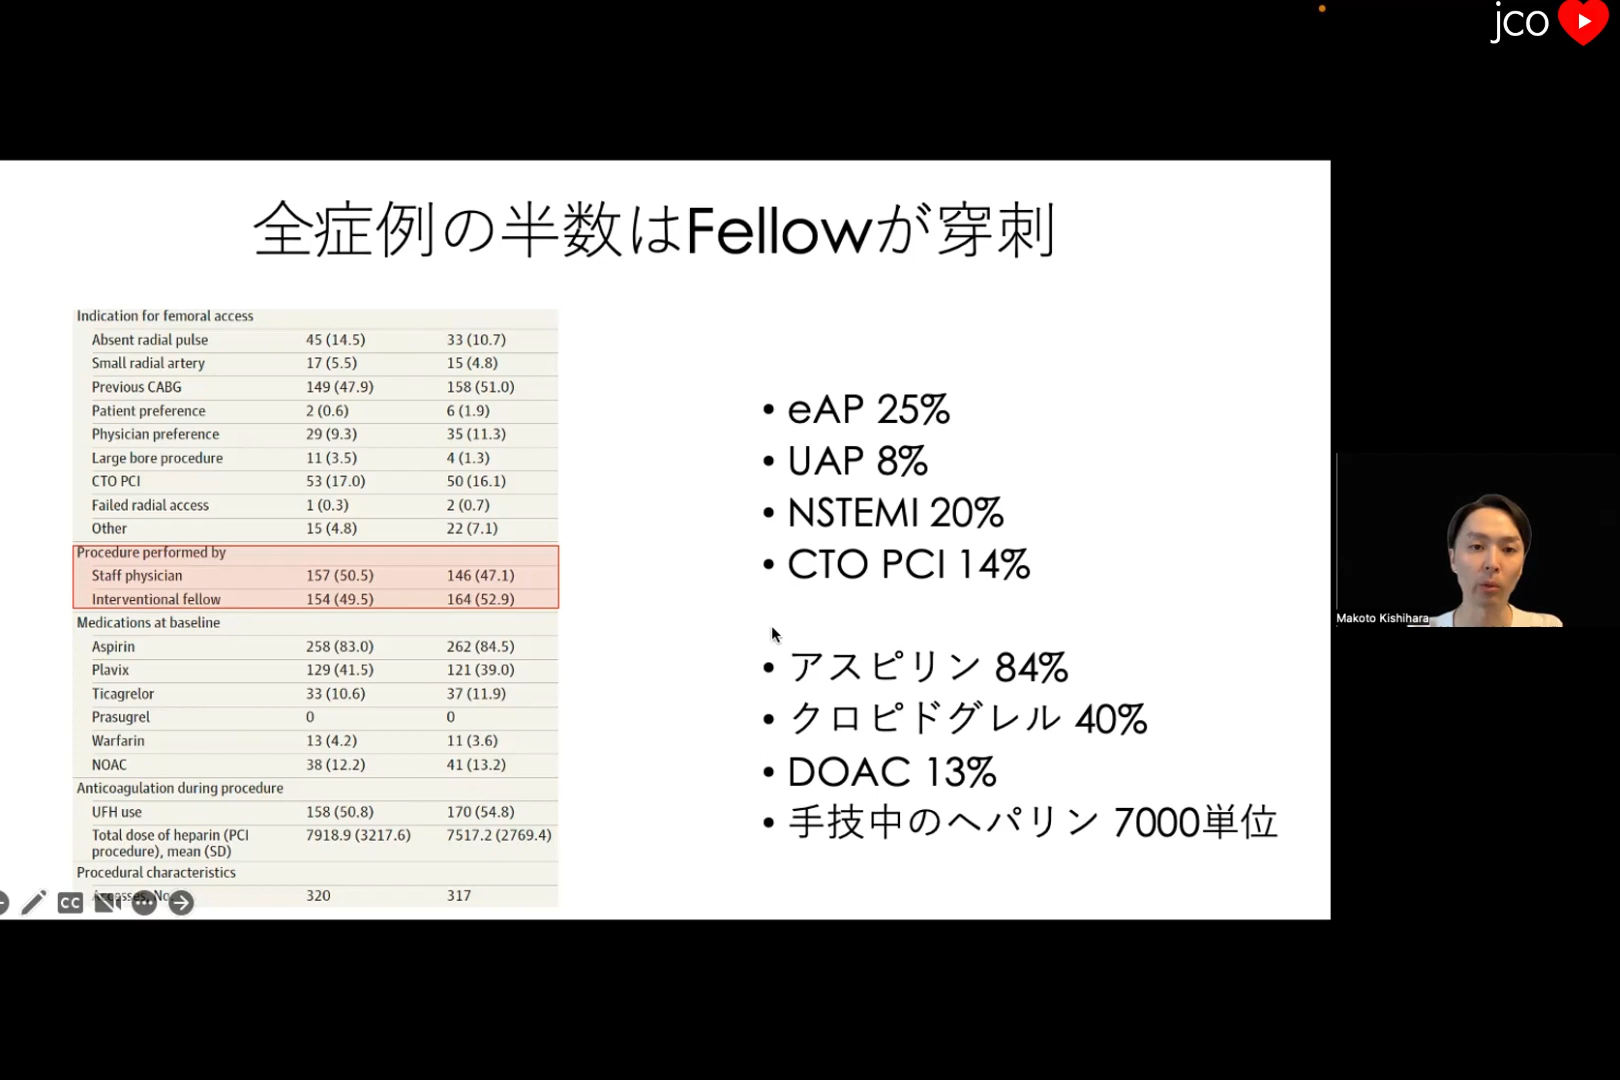 jco
全症例の半数はFellowが穿刺
Indication for femoral access
Absent radial pulse 45 (14.5) 33 (10.7)
Small radial artery 17 (5.5) 15 (4.8)
Previous CABG 149 (47.9) 158 (51.0)
Patient preference 2 (0.6) 6 (1.9)
Physician preference 29 (9.3) 35 (11.3)
Large bore procedure 11 (3.5) 4 (1.3)
CTO PCI 53 (17.0) 50 (16.1)
Failed radial access 1 (0.3) 2 (0.7)
Other 15 (4.8) 22 (7.1)
Procedure performed by
Staff physician 157 (50.5) 146 (47.1)
Interventional fellow 154 (49.5) 164 (52.9)
Medications at baseline
Aspirin 258 (83.0) 262 (84.5)
Plavix 129 (41.5) 121 (39.0)
Ticagrelor 33 (10.6) 37 (11.9)
Prasugrel 0 0
Warfarin 13 (4.2) 11 (3.6)
NOAC 38 (12.2) 41 (13.2)
Anticoagulation during procedure
UFH use 158 (50.8) 170 (54.8)
Total dose of heparin (PCI 7918.9 (3217.6) 7517.2 (2769.4)
procedure), mean (SD)
Procedural characteristics
Accesses, No. 320 317
CC
• eAP 25%
• UAP 8%
• NSTEMI 20%
• CTO PCI 14%
• アスピリン 84%
• クロピドグレル 40%
• DOAC 13%
• 手技中のヘパリン 7000単位
Makoto Kishihara